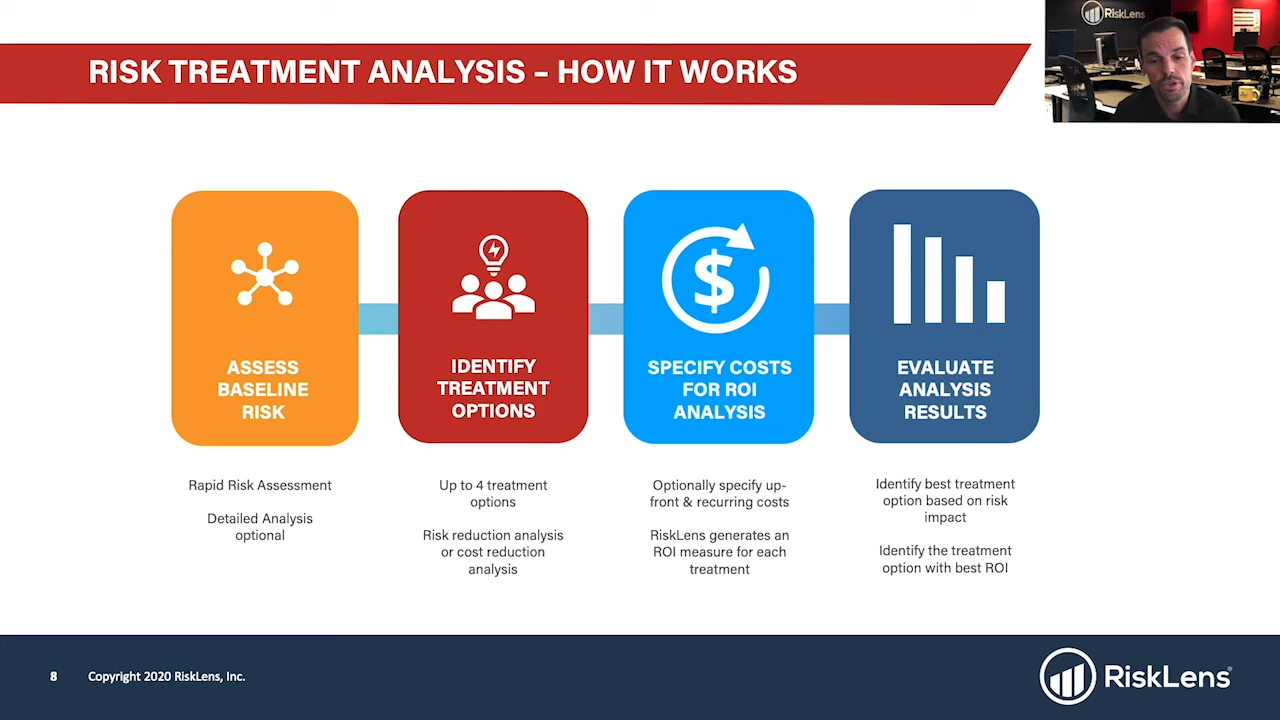 RISK TREATMENT ANALYSIS – HOW IT WORKS
RiskLens
ASSESS
BASELINE
RISK
IDENTIFY
TREATMENT
OPTIONS
SPECIFY COSTS
FOR ROI
ANALYSIS
EVALUATE
ANALYSIS
RESULTS
Rapid Risk Assessment
Detailed Analysis
optional
Up to 4 treatment
options
Risk reduction analysis
or cost reduction
analysis
Optionally specify up-
front & recurring costs
RiskLens generates an
ROI measure for each
treatment
Identify best treatment
option based on risk
impact
Identify the treatment
option with best ROI
8
Copyright 2020 RiskLens, Inc.
RiskLens®